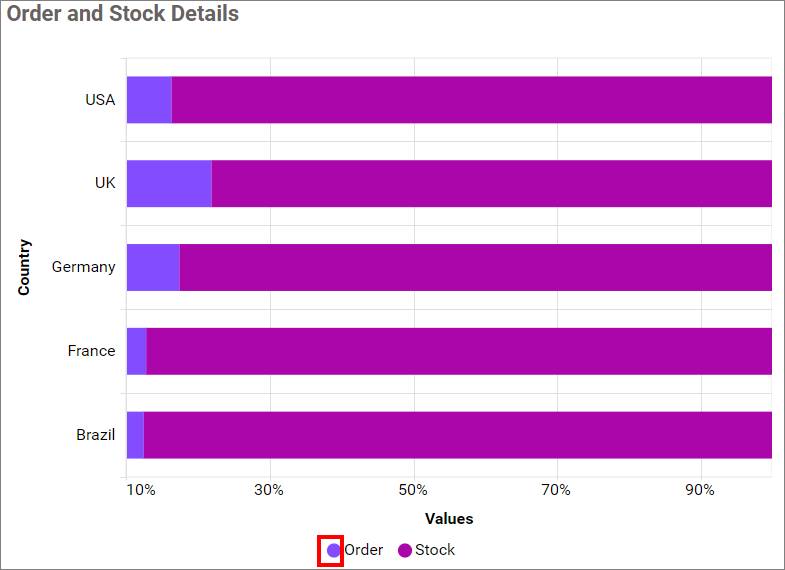 Order and Stock Details
USA
UK
Germany
France
Brazil
Country
10% 30% 50% 70% 90%
Values
Order Stock